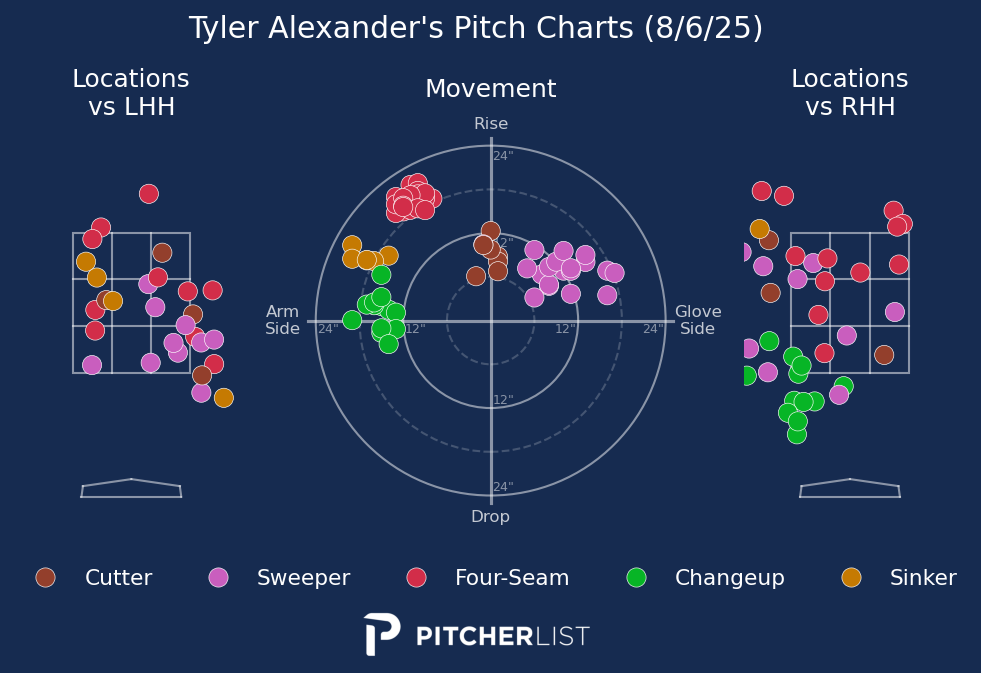 Tyler Alexander's Pitch Charts (8/6/25)
Locations
vs LHH
Movement
Locations
vs RHH
Rise
24"
2"
Arm
Side
24"
12"
12"
24"
Glove
Side
12"
24"
Drop
Cutter
Sweeper
Four-Seam
Changeup
Sinker
PITCHERLIST